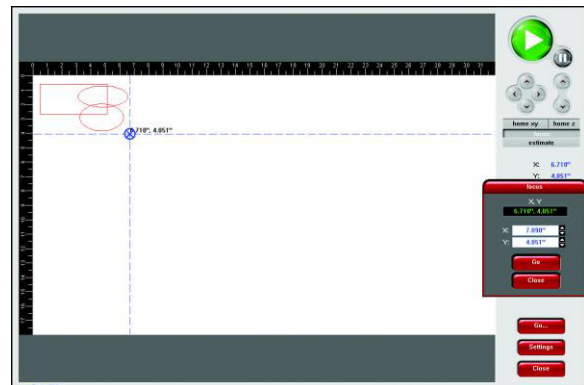 0 1 2 3 4 5 6 7 8 9 10 11 12 13 14 15 16 17 18 19 20 21 22 23 24 25 26 27 28 29 30 31
6.710", 4.051"
home xy home z
focus
estimate
X: 6.710"
Y: 4.051"
focus
X, Y
6.710", 4.051"
X: 7.090"
Y: 4.051"
Go
Close
Go...
Settings
Close